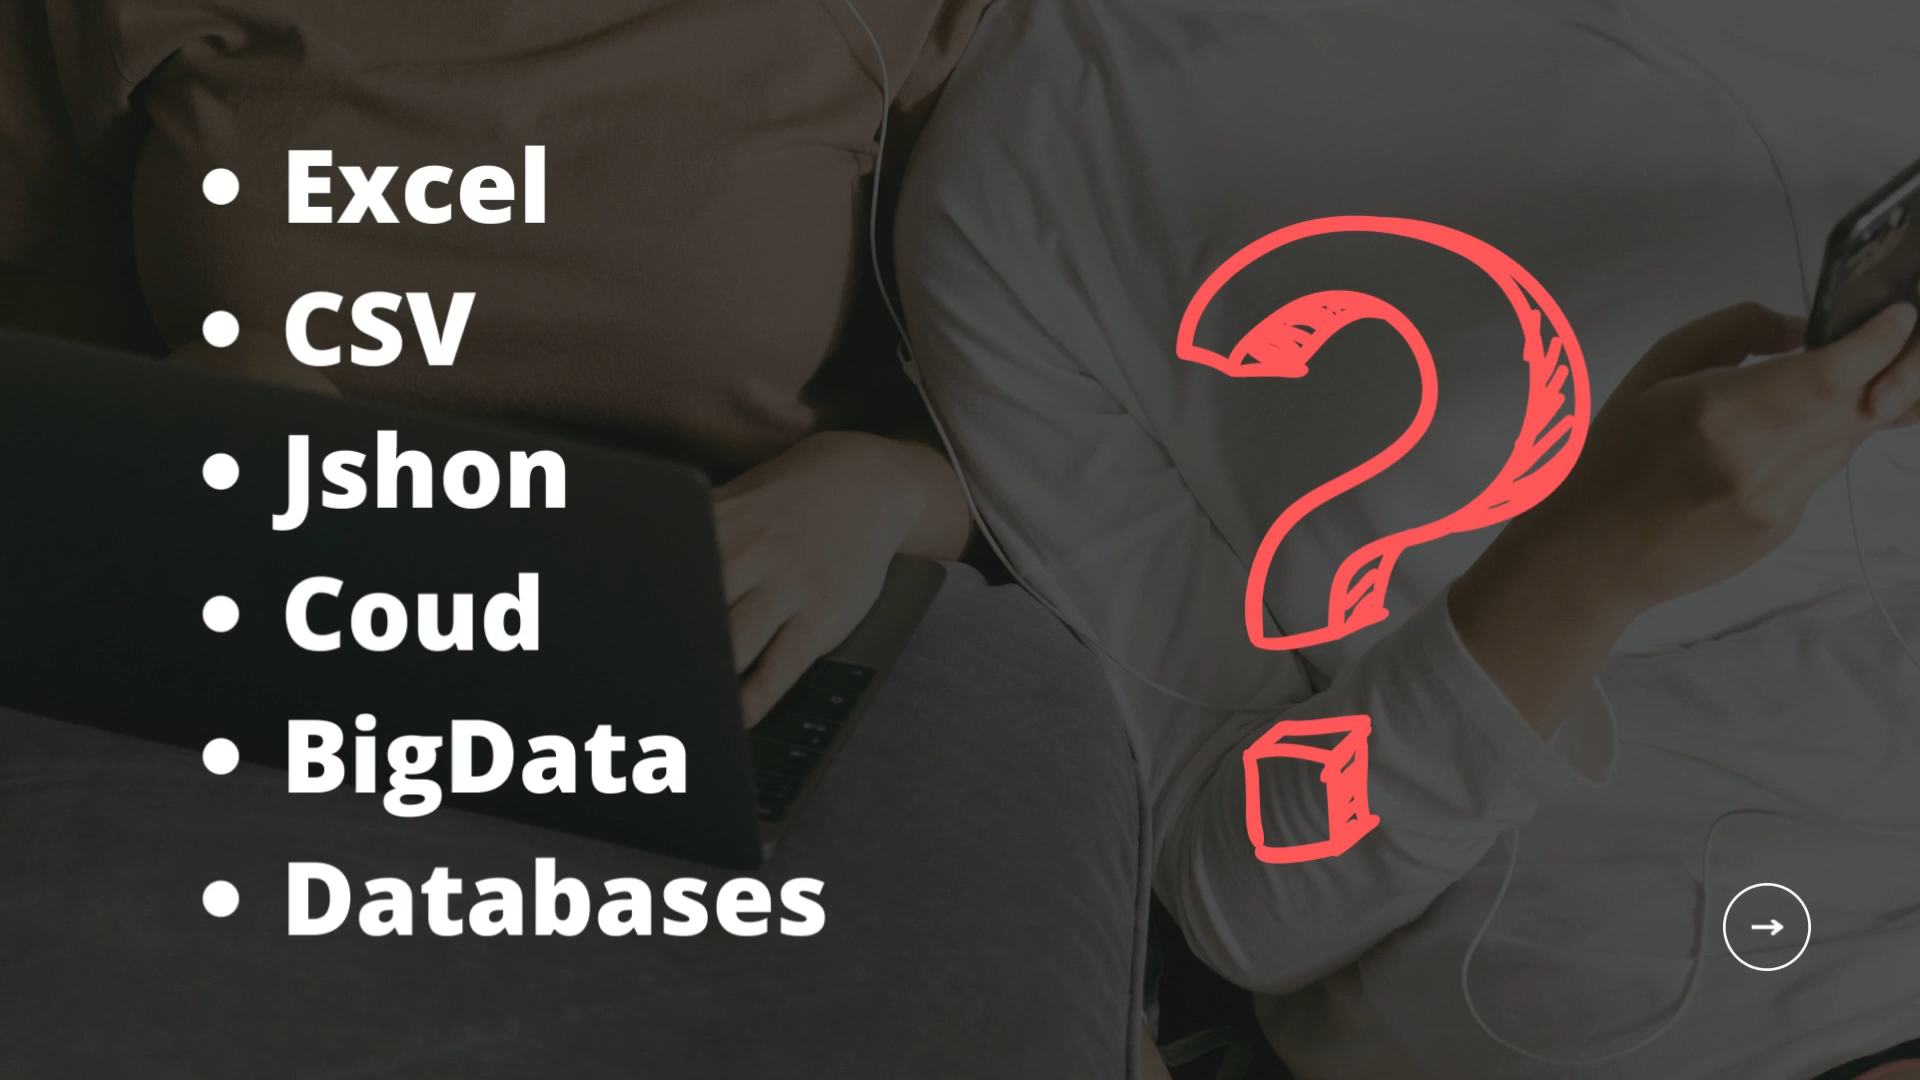 • Excel
• CSV
• Jshon
• Coud
• BigData
• Databases
?
→